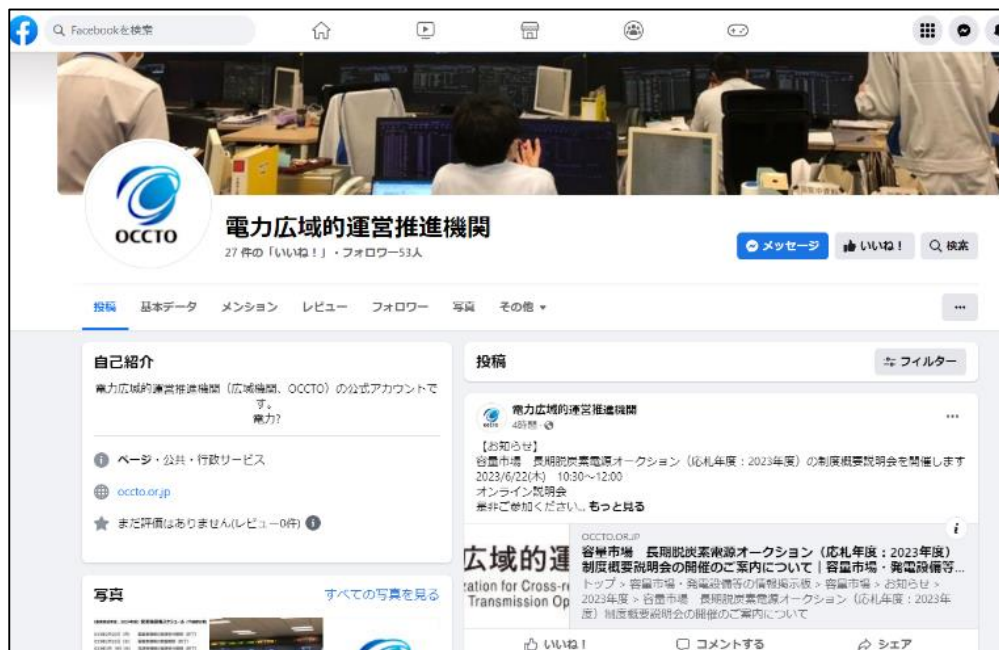 Facebookを検索
OCCTO
電力広域的運営推進機関
27 件の「いいね！」・フォロワー53人
メッセージ
いいね！
検索
投稿
基本データ
メンション
レビュー
フォロワー
写真
その他
自己紹介
電力広域的運営推進機関（広域機関、OCCTO）の公式アカウントで
す。
電力?
ページ・公共・行政サービス
occto.or.jp
まだ評価はありません(レビュー0件)
写真
すべての写真を見る
投稿
フィルター
電力広域的運営推進機関
4時間
【お知らせ】
容量市場　長期脱炭素電源オークション（応札年度：2023年度）の制度概要説明会を開催します
2023/6/22(木)　10:30～12:00
オンライン説明会
是非ご参加ください... もっと見る
広域的運
zation for Cross-re
Transmission Op
OCCTO.OR.JP
容量市場　長期脱炭素電源オークション（応札年度：2023年度）
制度概要説明会の開催のご案内について｜容量市場・発電設備等...
トップ > 容量市場・発電設備等の情報掲示板 > 容量市場 > お知らせ >
2023年度 > 容量市場　長期脱炭素電源オークション（応札年度：2023年
度）制度概要説明会の開催のご案内について
いいね！
コメントする
シェア